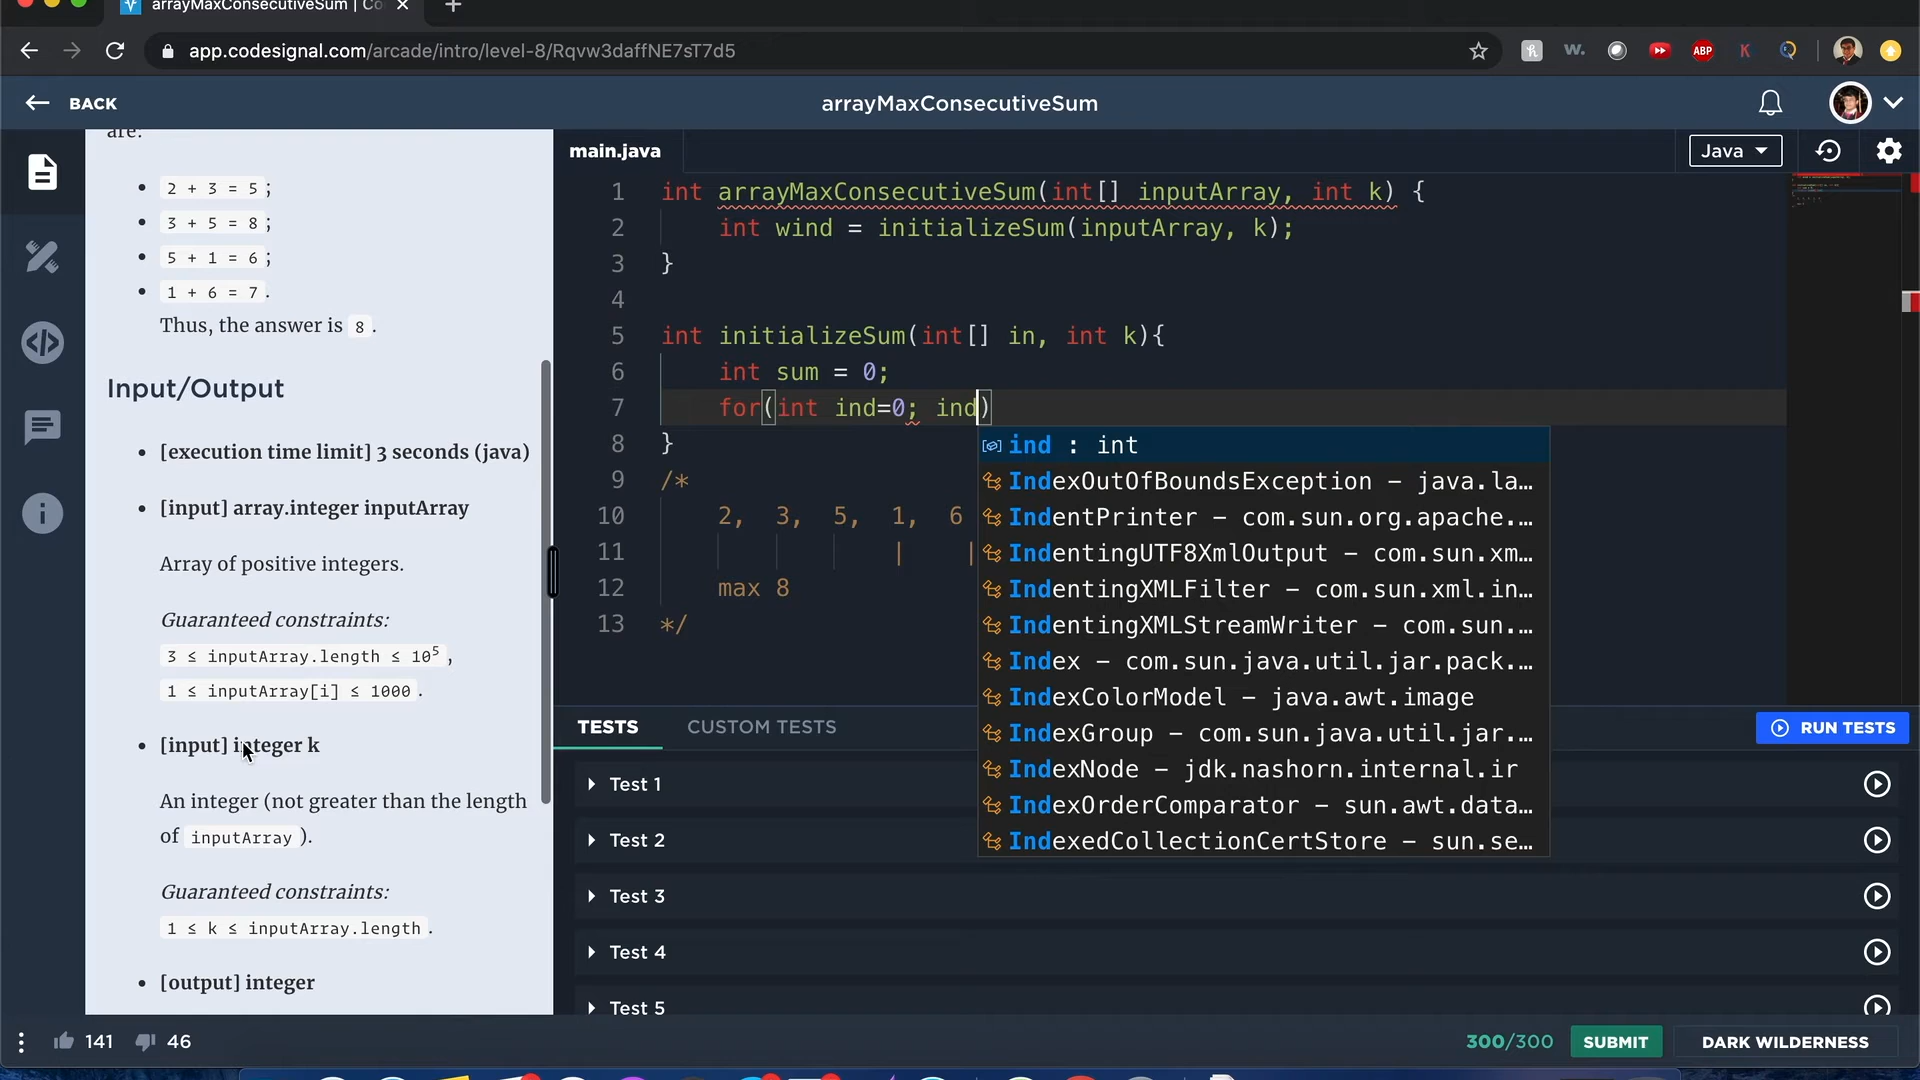 arrayMaxConsecutiveSum | Co
app.codesignal.com/arcade/intro/level-8/Rqvw3daffNE7sT7d5
w.
ABP
K
BACK
arrayMaxConsecutiveSum
are:
2 + 3 = 5 ;
3 + 5 = 8 ;
5 + 1 = 6 ;
1 + 6 = 7 .
Thus, the answer is 8 .
Input/Output
[execution time limit] 3 seconds (java)
[input] array.integer inputArray
Array of positive integers.
Guaranteed constraints:
3 ≤ inputArray.length ≤ 10⁵ ,
1 ≤ inputArray[i] ≤ 1000 .
[input] integer k
An integer (not greater than the length
of inputArray ).
Guaranteed constraints:
1 ≤ k ≤ inputArray.length .
[output] integer
main.java
Java
1 int arrayMaxConsecutiveSum(int[] inputArray, int k) {
2 int wind = initializeSum(inputArray, k);
3 }
4
5 int initializeSum(int[] in, int k){
6 int sum = 0;
7 for(int ind=0; ind)
8 }
9 /*
10 2, 3, 5, 1, 6
11 | |
12 max 8
13 */
ind : int
IndexOutOfBoundsException – java.la…
IndentPrinter – com.sun.org.apache.…
IndentingUTF8XmlOutput – com.sun.xm…
IndentingXMLFilter – com.sun.xml.in…
IndentingXMLStreamWriter – com.sun.…
Index – com.sun.java.util.jar.pack.…
IndexColorModel – java.awt.image
IndexGroup – com.sun.java.util.jar.…
IndexNode – jdk.nashorn.internal.ir
IndexOrderComparator – sun.awt.data…
IndexedCollectionCertStore – sun.se…
TESTS
CUSTOM TESTS
RUN TESTS
Test 1
Test 2
Test 3
Test 4
Test 5
141
46
300/300
SUBMIT
DARK WILDERNESS